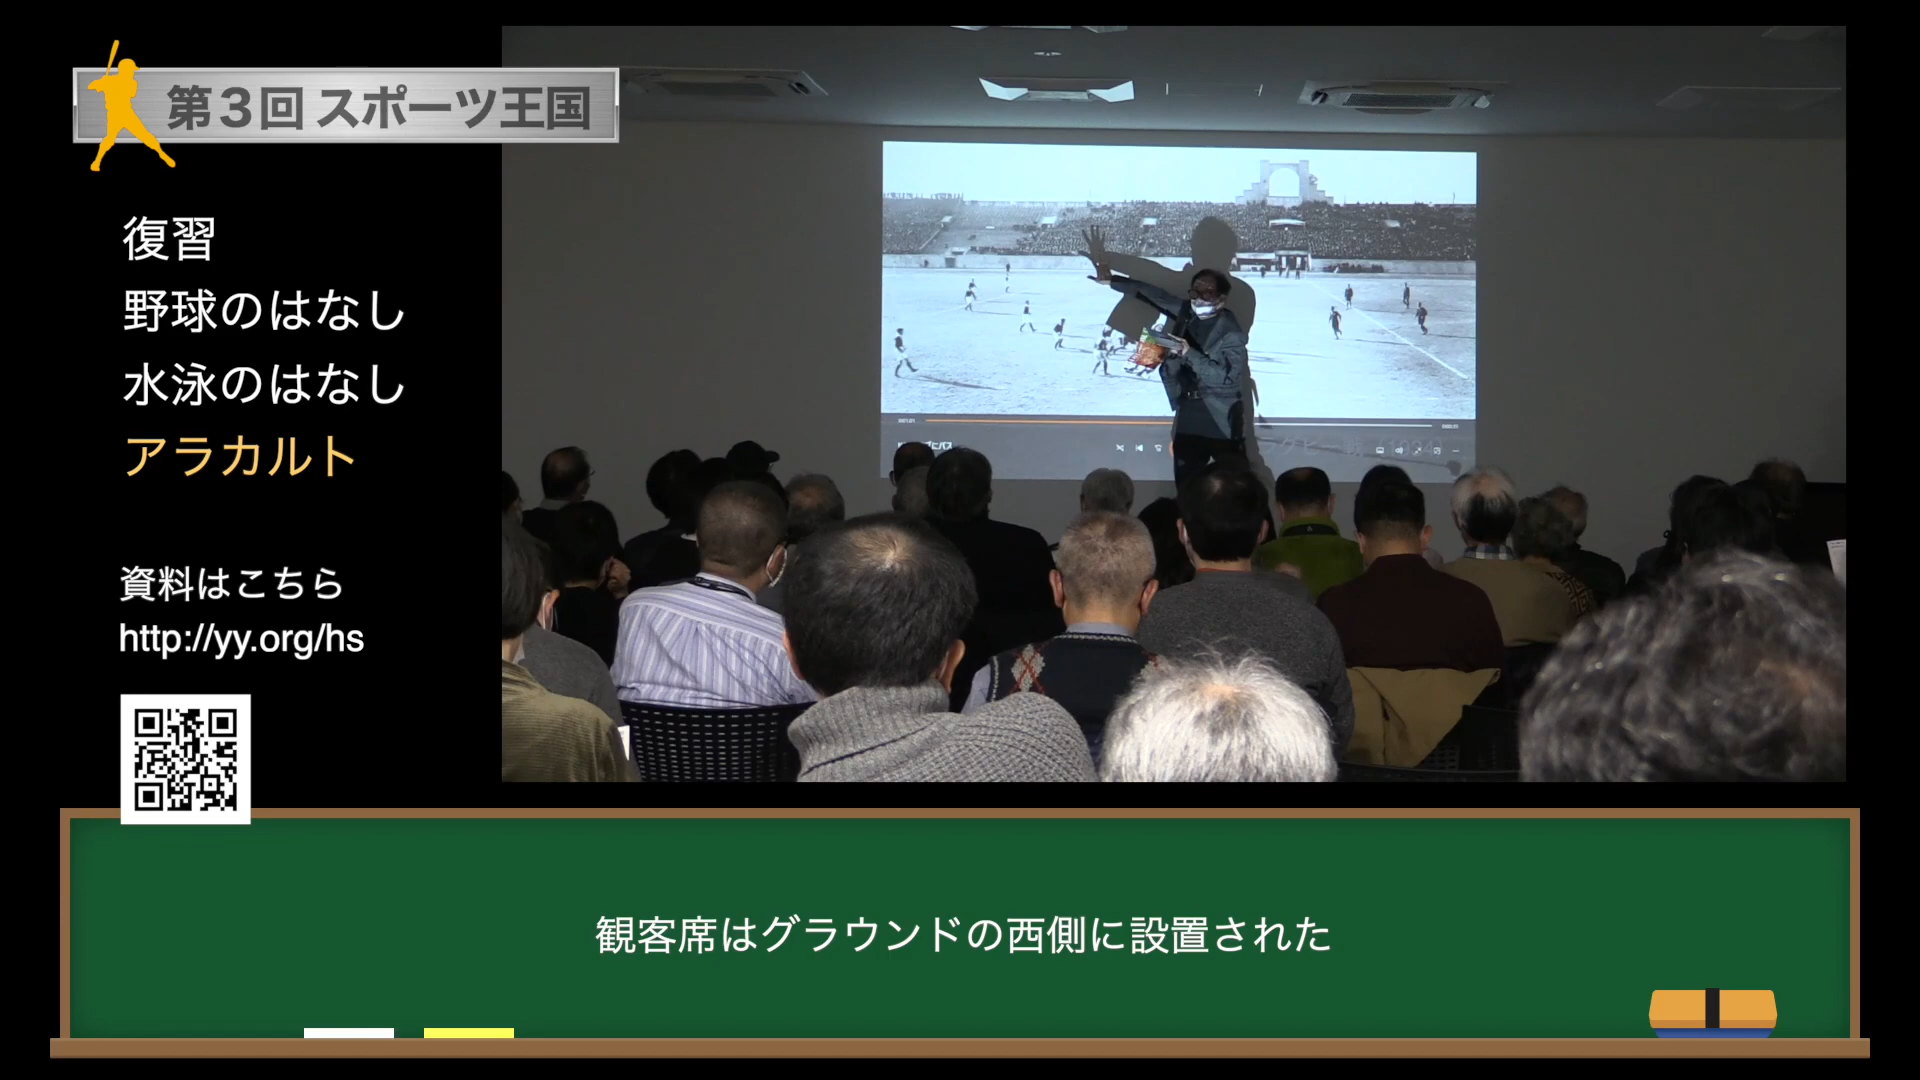 第３回 スポーツ王国
復習
野球のはなし
水泳のはなし
アラカルト
資料はこちら
http://yy.org/hs
観客席はグラウンドの西側に設置された